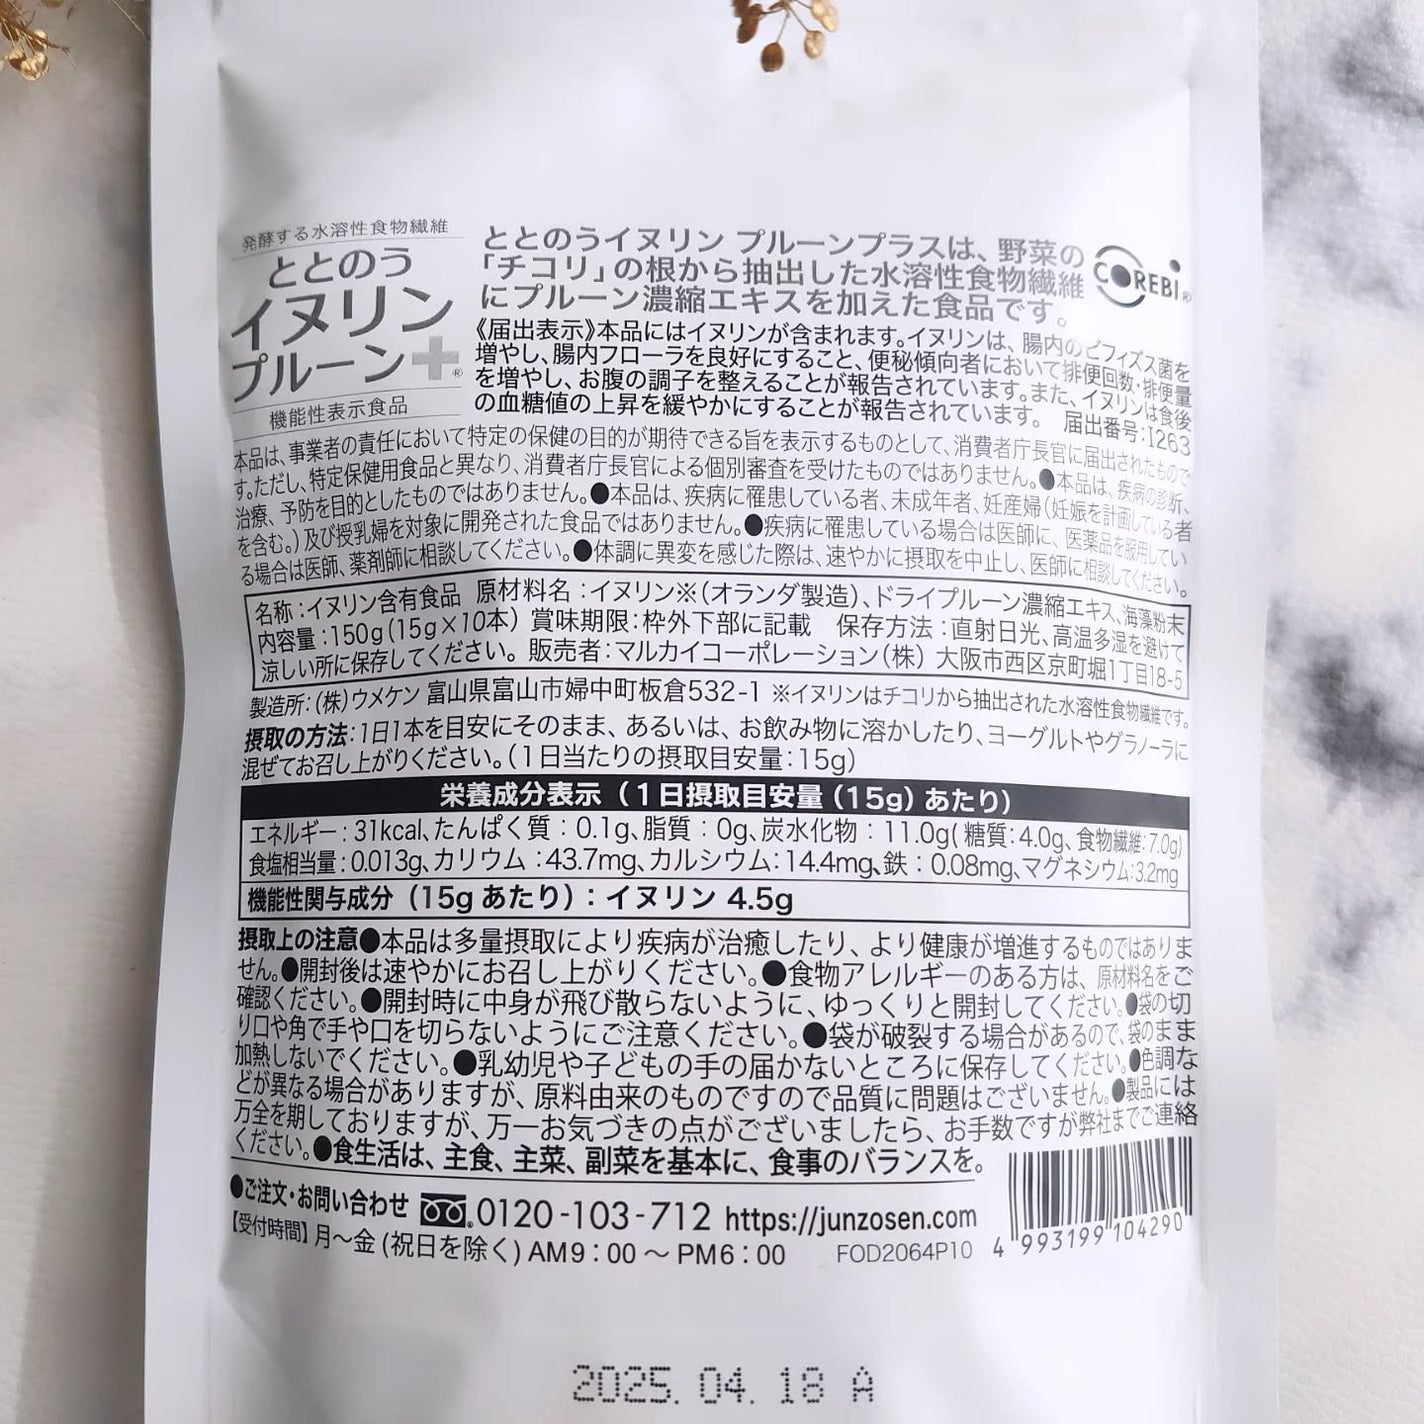 発酵する水溶性食物繊維
ととのう
イヌリン
プルーン+®
機能性表示食品
ととのうイヌリン プルーンプラスは、野菜の
「チコリ」の根から抽出した水溶性食物繊維
にプルーン濃縮エキスを加えた食品です。
COREBi®
《届出表示》本品にはイヌリンが含まれます。イヌリンは、腸内のビフィズス菌を
増やし、腸内フローラを良好にすること、便秘傾向者において排便回数・排便量
を増やし、お腹の調子を整えることが報告されています。また、イヌリンは食後
の血糖値の上昇を緩やかにすることが報告されています。 届出番号:I263
本品は、事業者の責任において特定の保健の目的が期待できる旨を表示するものとして、消費者庁長官に届出されたもので
す。ただし、特定保健用食品と異なり、消費者庁長官による個別審査を受けたものではありません。●本品は、疾病の診断、
治療、予防を目的としたものではありません。●本品は、疾病に罹患している者、未成年者、妊産婦(妊娠を計画している者
を含む。)及び授乳婦を対象に開発された食品ではありません。●疾病に罹患している場合は医師に、医薬品を服用してい
る場合は医師、薬剤師に相談してください。●体調に異変を感じた際は、速やかに摂取を中止し、医師に相談してください。
名称:イヌリン含有食品 原材料名:イヌリン※(オランダ製造)、ドライプルーン濃縮エキス、海藻粉末
内容量:150g(15g×10本) 賞味期限:枠外下部に記載 保存方法:直射日光、高温多湿を避けて
涼しい所に保存してください。 販売者:マルカイコーポレーション(株) 大阪市西区京町堀1丁目18-5
製造所:(株)ウメケン 富山県富山市婦中町板倉532-1 ※イヌリンはチコリから抽出された水溶性食物繊維です。
摂取の方法:1日1本を目安にそのまま、あるいは、お飲み物に溶かしたり、ヨーグルトやグラノーラに
混ぜてお召し上がりください。(1日当たりの摂取目安量:15g)
栄養成分表示(1日摂取目安量(15g)あたり)
エネルギー:31kcal、たんぱく質:0.1g、脂質:0g、炭水化物:11.0g(糖質:4.0g、食物繊維:7.0g)
食塩相当量:0.013g、カリウム:43.7mg、カルシウム:14.4mg、鉄:0.08mg、マグネシウム:3.2mg
機能性関与成分(15gあたり):イヌリン 4.5g
摂取上の注意●本品は多量摂取により疾病が治癒したり、より健康が増進するものではありま
せん。●開封後は速やかにお召し上がりください。●食物アレルギーのある方は、原材料名をご
確認ください。●開封時に中身が飛び散らないように、ゆっくりと開封してください。●袋の切
り口や角で手や口を切らないようにご注意ください。●袋が破裂する場合があるので、袋のまま
加熱しないでください。●乳幼児や子どもの手の届かないところに保存してください。●色調な
どが異なる場合がありますが、原料由来のものですので品質に問題はございません。●製品には
万全を期しておりますが、万一お気づきの点がございましたら、お手数ですが弊社までご連絡
ください。●食生活は、主食、主菜、副菜を基本に、食事のバランスを。
●ご注文・お問い合わせ 0120-103-712 https://junzosen.com
【受付時間】月～金(祝日を除く)AM9:00～PM6:00 FOD2064P10
4 993199 104290
2025.04.18 A